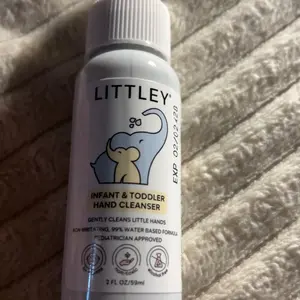 LITTLEY
INFANT & TODDLER
HAND CLEANSER
GENTLY CLEANS LITTLE HANDS
99% WATER BASED FORMULA
PEDIATRICIAN APPROVED
2 FL OZ/59ml
EXP 02/02/28